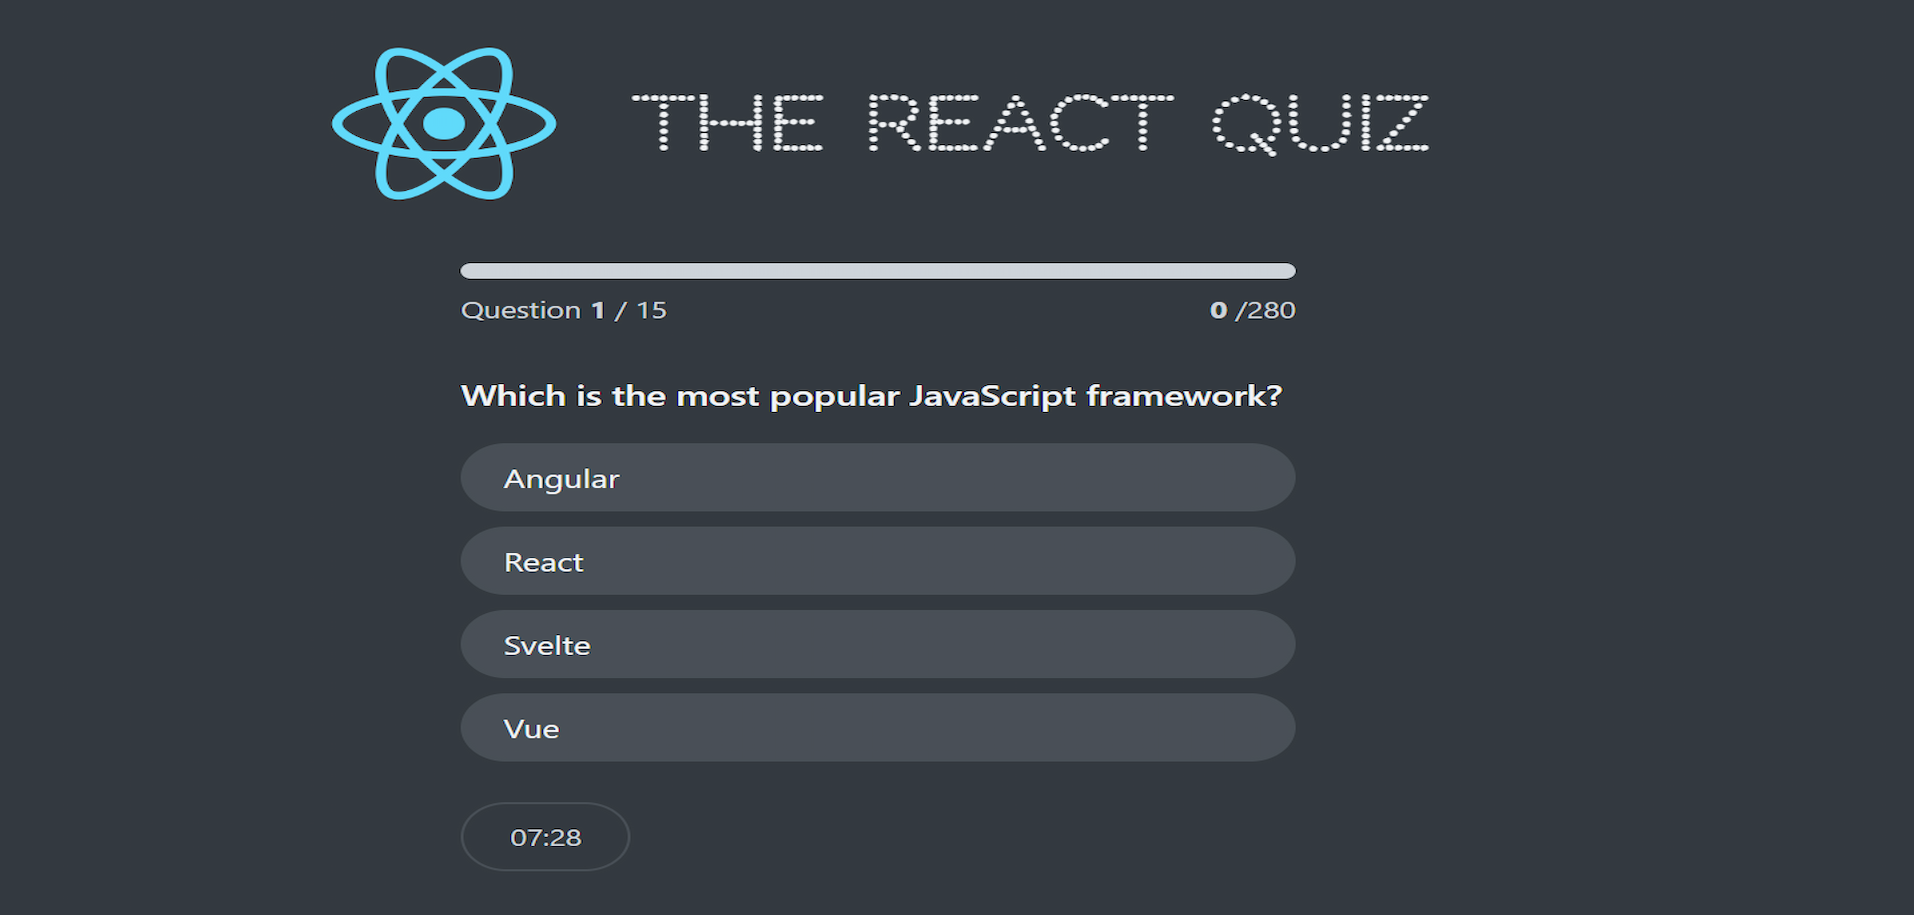 THE REACT QUIZ
Question 1 / 15
0 /280
Which is the most popular JavaScript framework?
Angular
React
Svelte
Vue
07:28